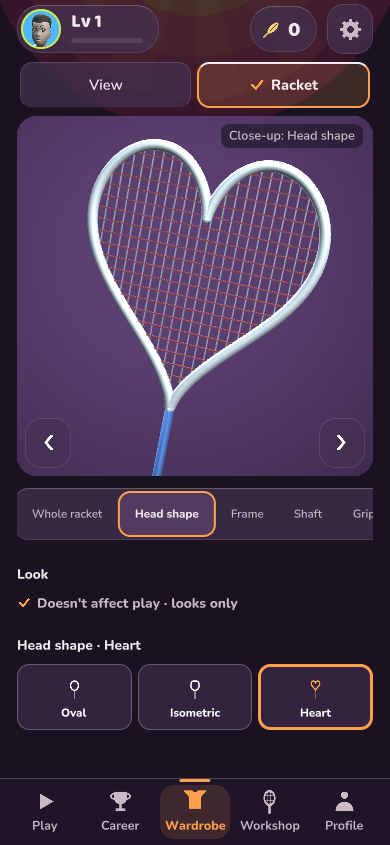 Lv 1
0
View
Racket
Close-up: Head shape
Whole racket
Head shape
Frame
Shaft
Grip
Look
Doesn't affect play · looks only
Head shape · Heart
Oval
Isometric
Heart
Play
Career
Wardrobe
Workshop
Profile